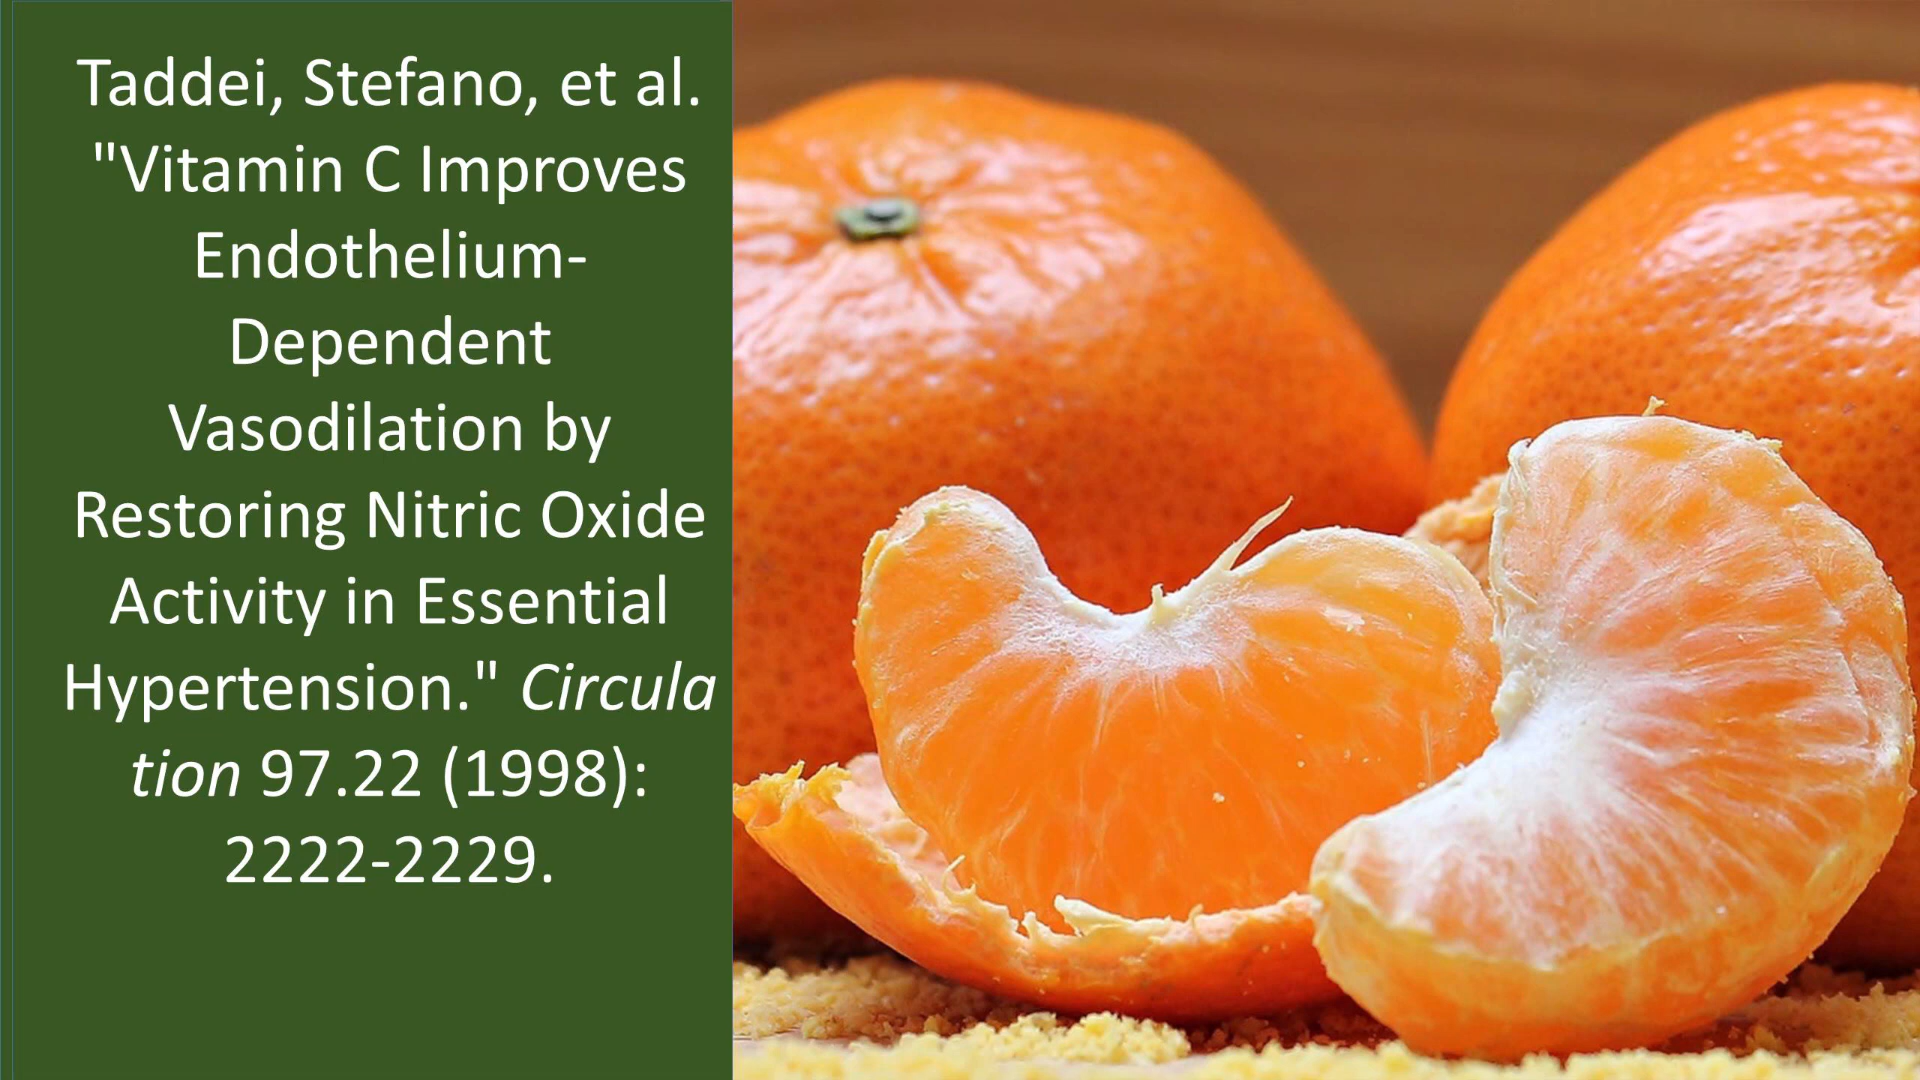 Taddei, Stefano, et al.
"Vitamin C Improves
Endothelium-
Dependent
Vasodilation by
Restoring Nitric Oxide
Activity in Essential
Hypertension." Circula
tion 97.22 (1998):
2222-2229.